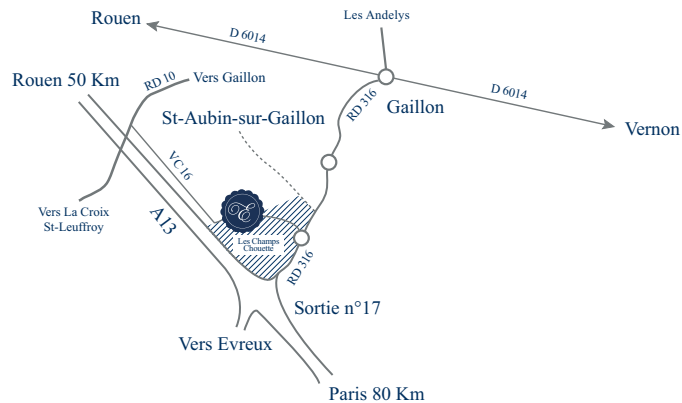 Les Andelys
Rouen
D 6014
RD 10
Vers Gaillon
Rouen 50 Km
D 6014
RD 316
Gaillon
St-Aubin-sur-Gaillon
Vernon
VC 16
Vers La Croix
St-Leuffroy
A13
E
Les Champs
Chouette
RD 316
Sortie n°17
Vers Evreux
Paris 80 Km